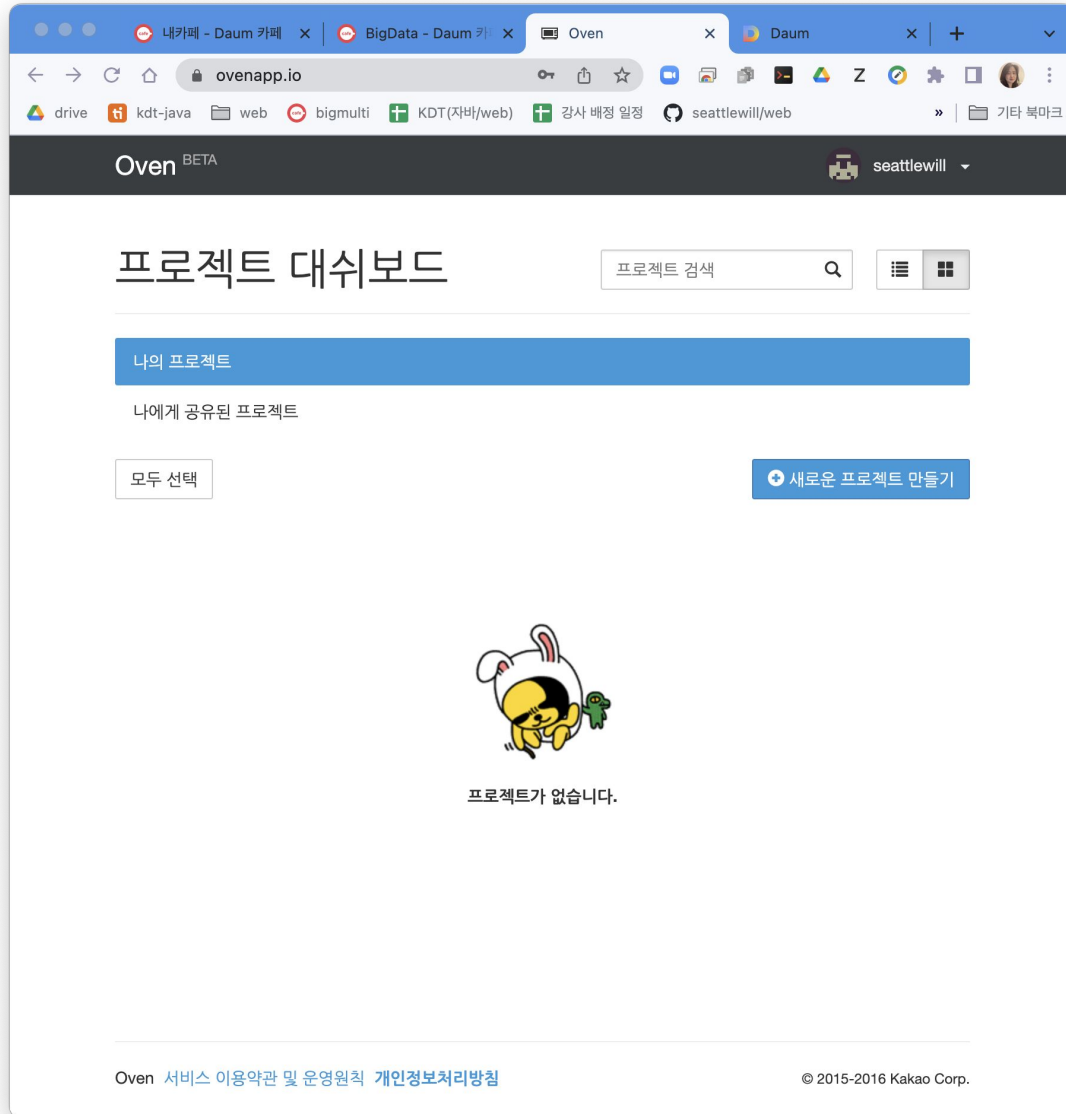 내카페 - Daum 카페
BigData - Daum 카
Oven
Daum
ovenapp.io
Z
drive
kdt-java
web
bigmulti
KDT(자바/web)
강사 배정 일정
seattlewill/web
»
기타 북마크
Oven BETA
seattlewill
프로젝트 대쉬보드
프로젝트 검색
나의 프로젝트
나에게 공유된 프로젝트
모두 선택
새로운 프로젝트 만들기
프로젝트가 없습니다.
Oven 서비스 이용약관 및 운영원칙 개인정보처리방침
© 2015-2016 Kakao Corp.